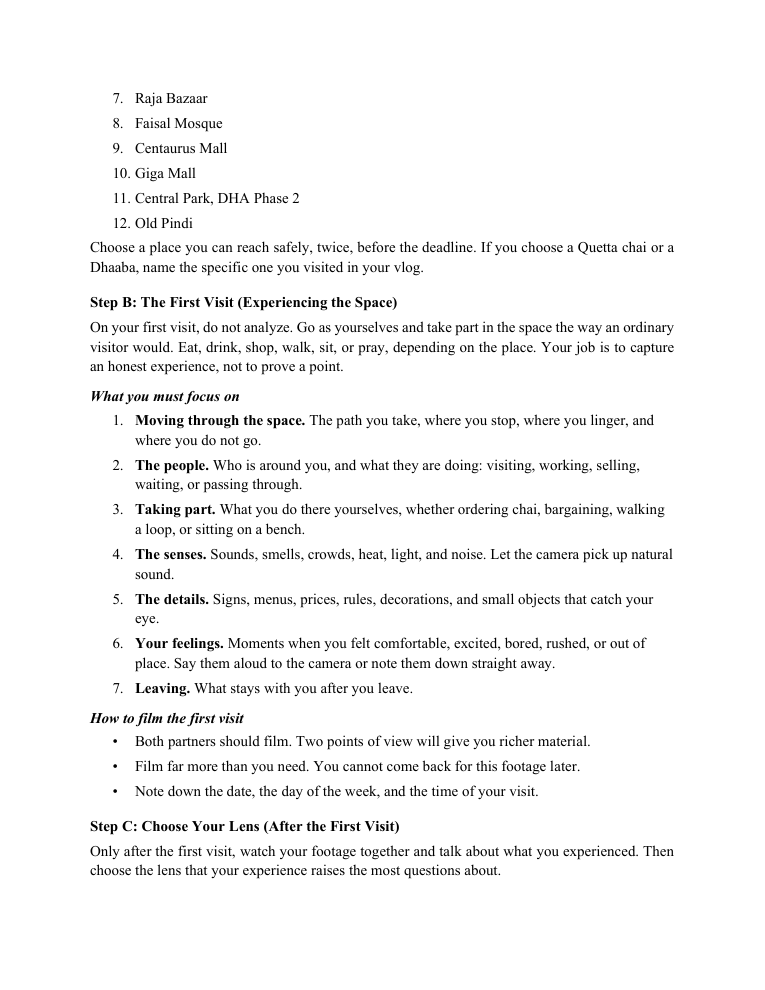 7. Raja Bazaar
8. Faisal Mosque
9. Centaurus Mall
10. Giga Mall
11. Central Park, DHA Phase 2
12. Old Pindi
Choose a place you can reach safely, twice, before the deadline. If you choose a Quetta chai or a
Dhaaba, name the specific one you visited in your vlog.
Step B: The First Visit (Experiencing the Space)
On your first visit, do not analyze. Go as yourselves and take part in the space the way an ordinary
visitor would. Eat, drink, shop, walk, sit, or pray, depending on the place. Your job is to capture
an honest experience, not to prove a point.
What you must focus on
1. Moving through the space. The path you take, where you stop, where you linger, and
where you do not go.
2. The people. Who is around you, and what they are doing: visiting, working, selling,
waiting, or passing through.
3. Taking part. What you do there yourselves, whether ordering chai, bargaining, walking
a loop, or sitting on a bench.
4. The senses. Sounds, smells, crowds, heat, light, and noise. Let the camera pick up natural
sound.
5. The details. Signs, menus, prices, rules, decorations, and small objects that catch your
eye.
6. Your feelings. Moments when you felt comfortable, excited, bored, rushed, or out of
place. Say them aloud to the camera or note them down straight away.
7. Leaving. What stays with you after you leave.
How to film the first visit
• Both partners should film. Two points of view will give you richer material.
• Film far more than you need. You cannot come back for this footage later.
• Note down the date, the day of the week, and the time of your visit.
Step C: Choose Your Lens (After the First Visit)
Only after the first visit, watch your footage together and talk about what you experienced. Then
choose the lens that your experience raises the most questions about.